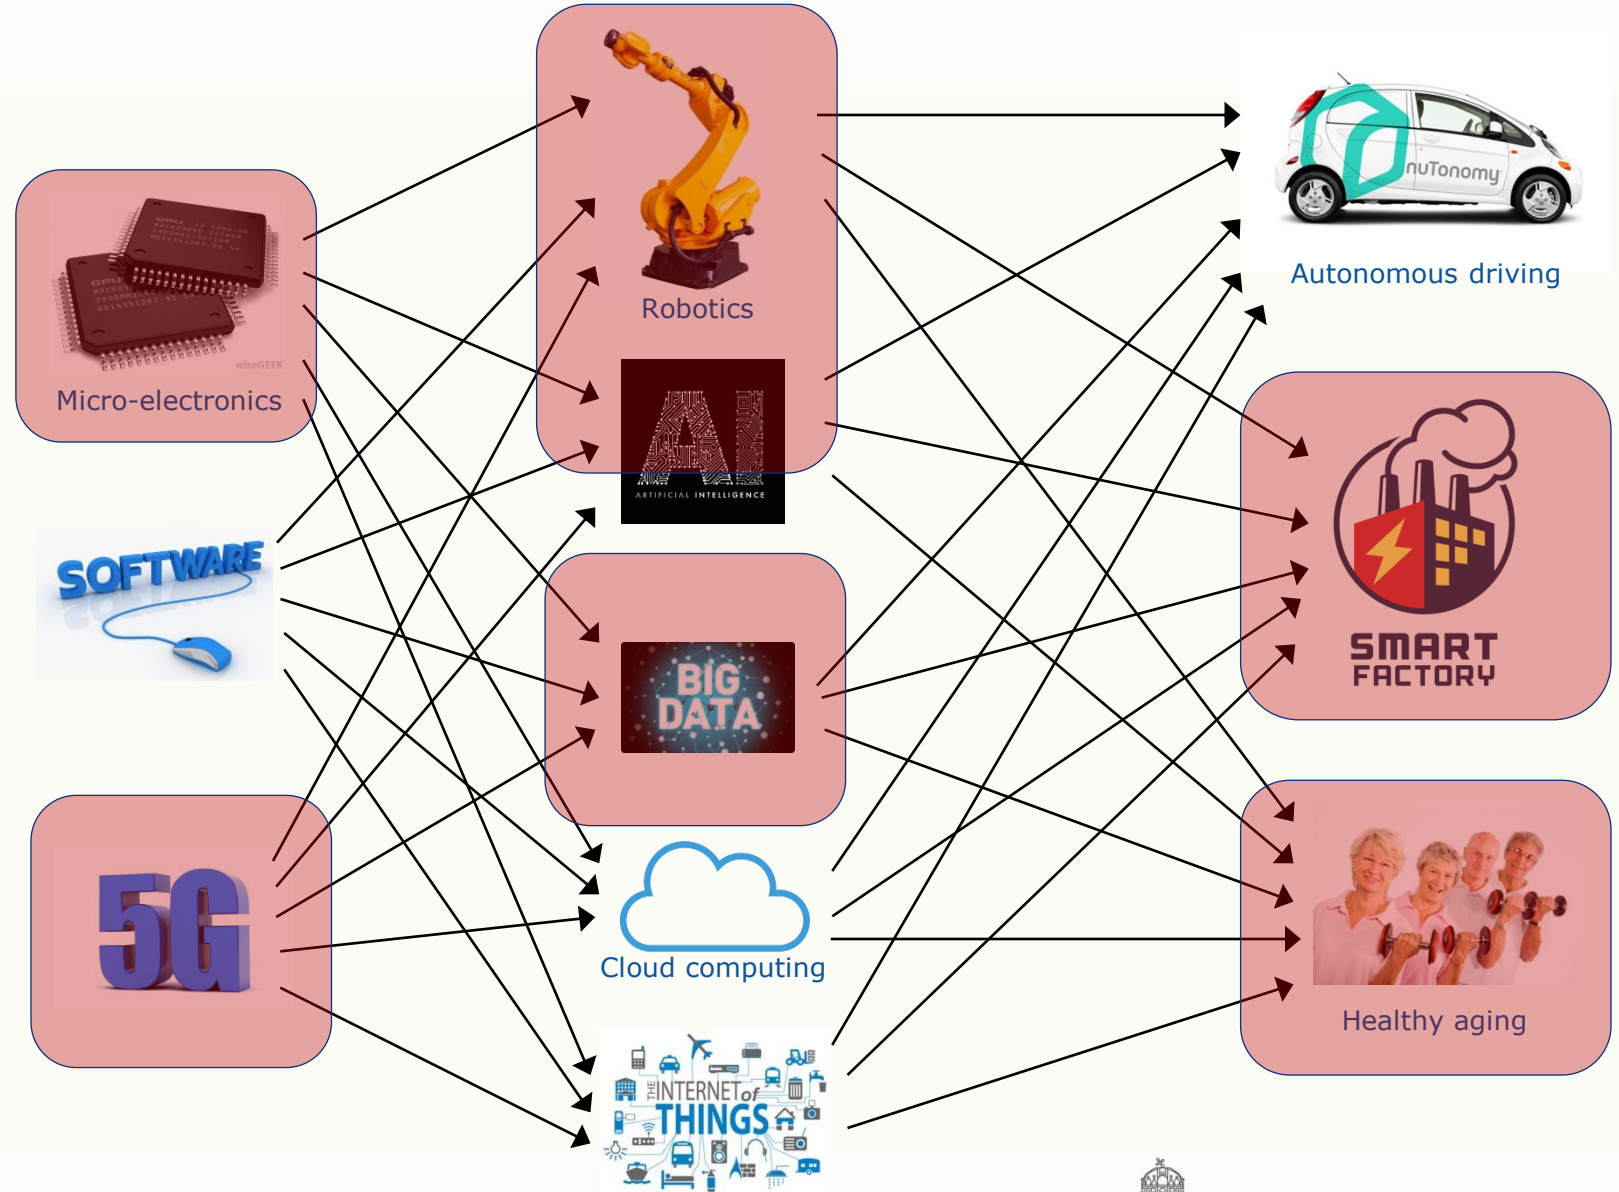 Robotics
nuTonomy
Autonomous driving
CPU
wiseGEEK
Micro-electronics
AI
ARTIFICIAL INTELLIGENCE
SOFTWARE
SMART
FACTORY
BIG
DATA
5G
Cloud computing
Healthy aging
THE INTERNET of
THINGS